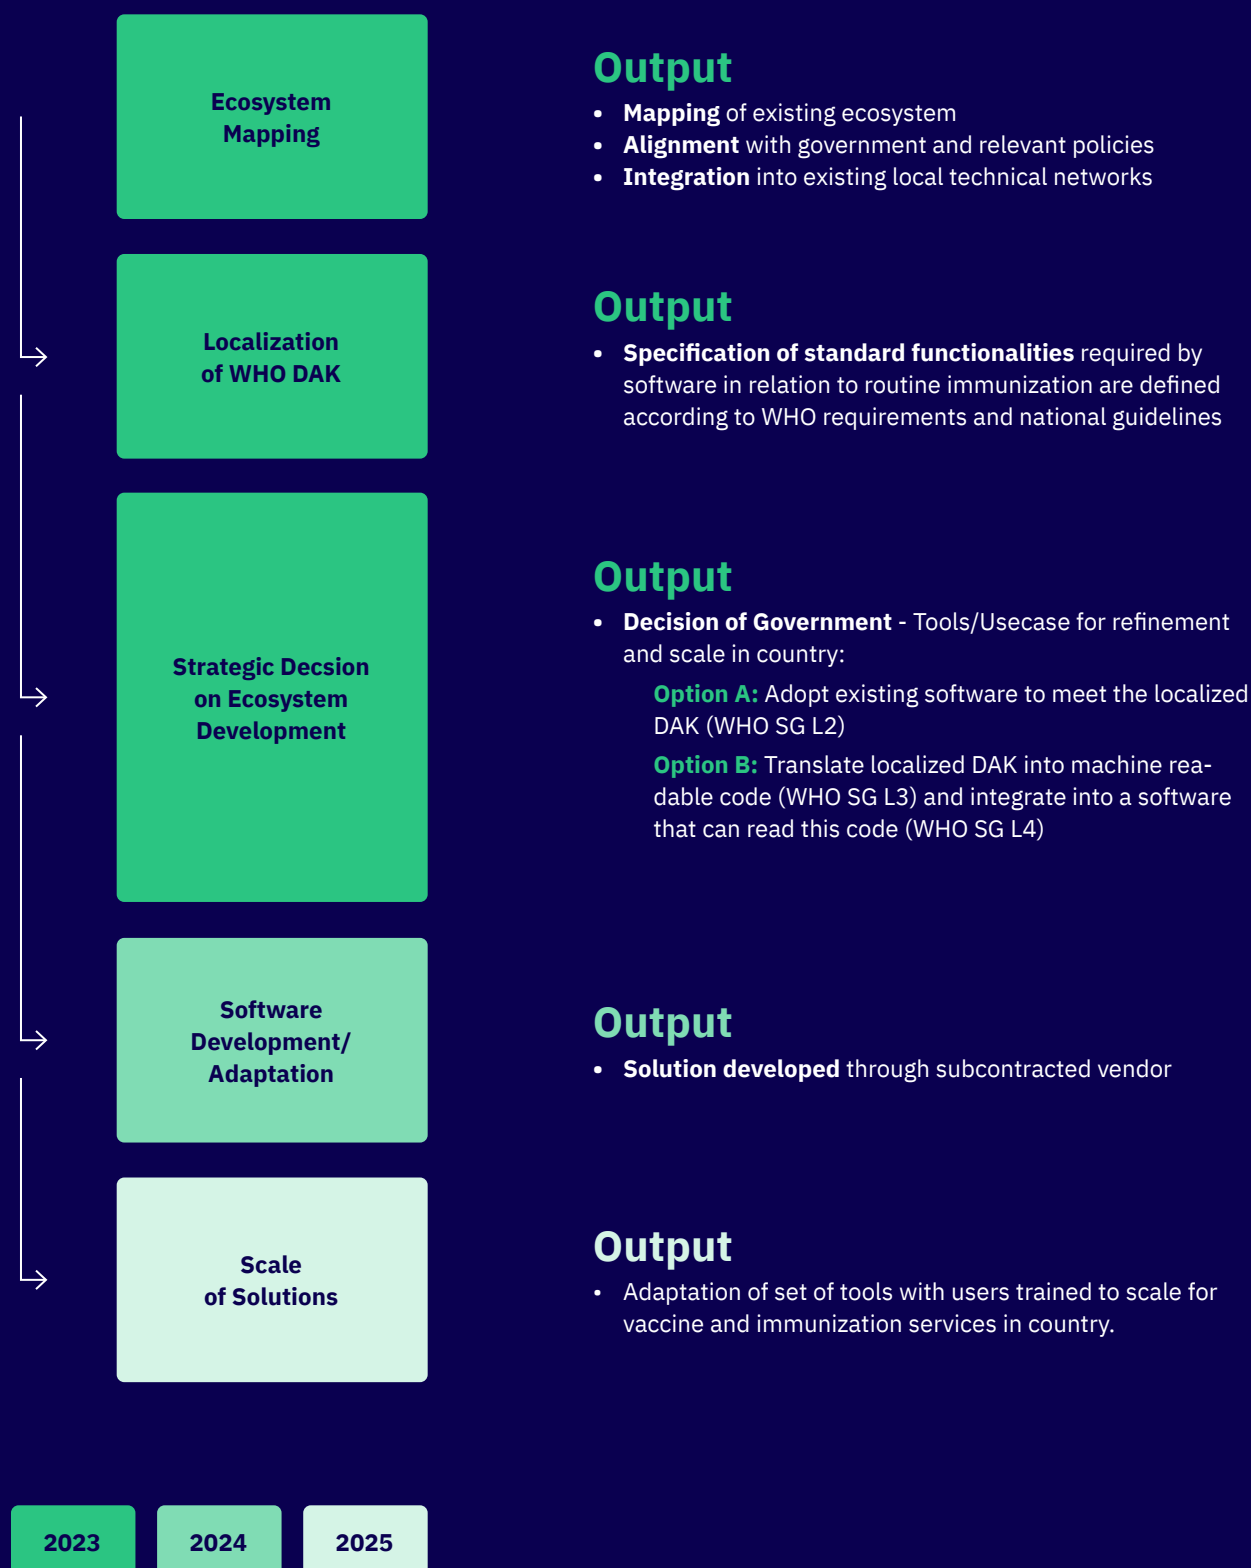 Ecosystem
Mapping
Output
• Mapping of existing ecosystem
• Alignment with government and relevant policies
• Integration into existing local technical networks
Localization
of WHO DAK
Output
• Specification of standard functionalities required by
software in relation to routine immunization are defined
according to WHO requirements and national guidelines
Strategic Decsion
on Ecosystem
Development
Output
• Decision of Government - Tools/Usecase for refinement
and scale in country:
Option A: Adopt existing software to meet the localized
DAK (WHO SG L2)
Option B: Translate localized DAK into machine rea-
dable code (WHO SG L3) and integrate into a software
that can read this code (WHO SG L4)
Software
Development/
Adaptation
Output
• Solution developed through subcontracted vendor
Scale
of Solutions
Output
• Adaptation of set of tools with users trained to scale for
vaccine and immunization services in country.
2023
2024
2025